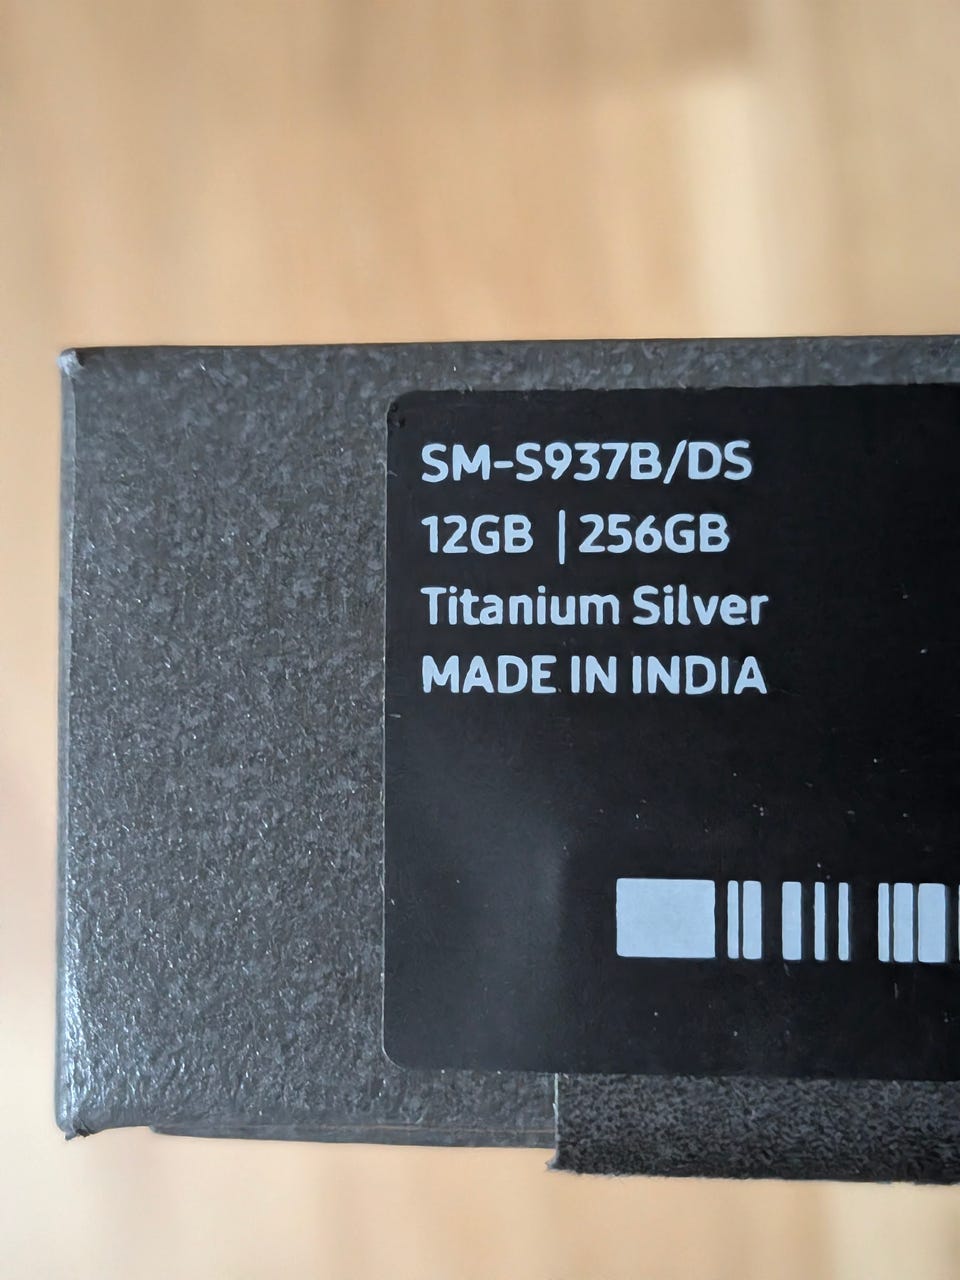 SM-S937B/DS
12GB | 256GB
Titanium Silver
MADE IN INDIA